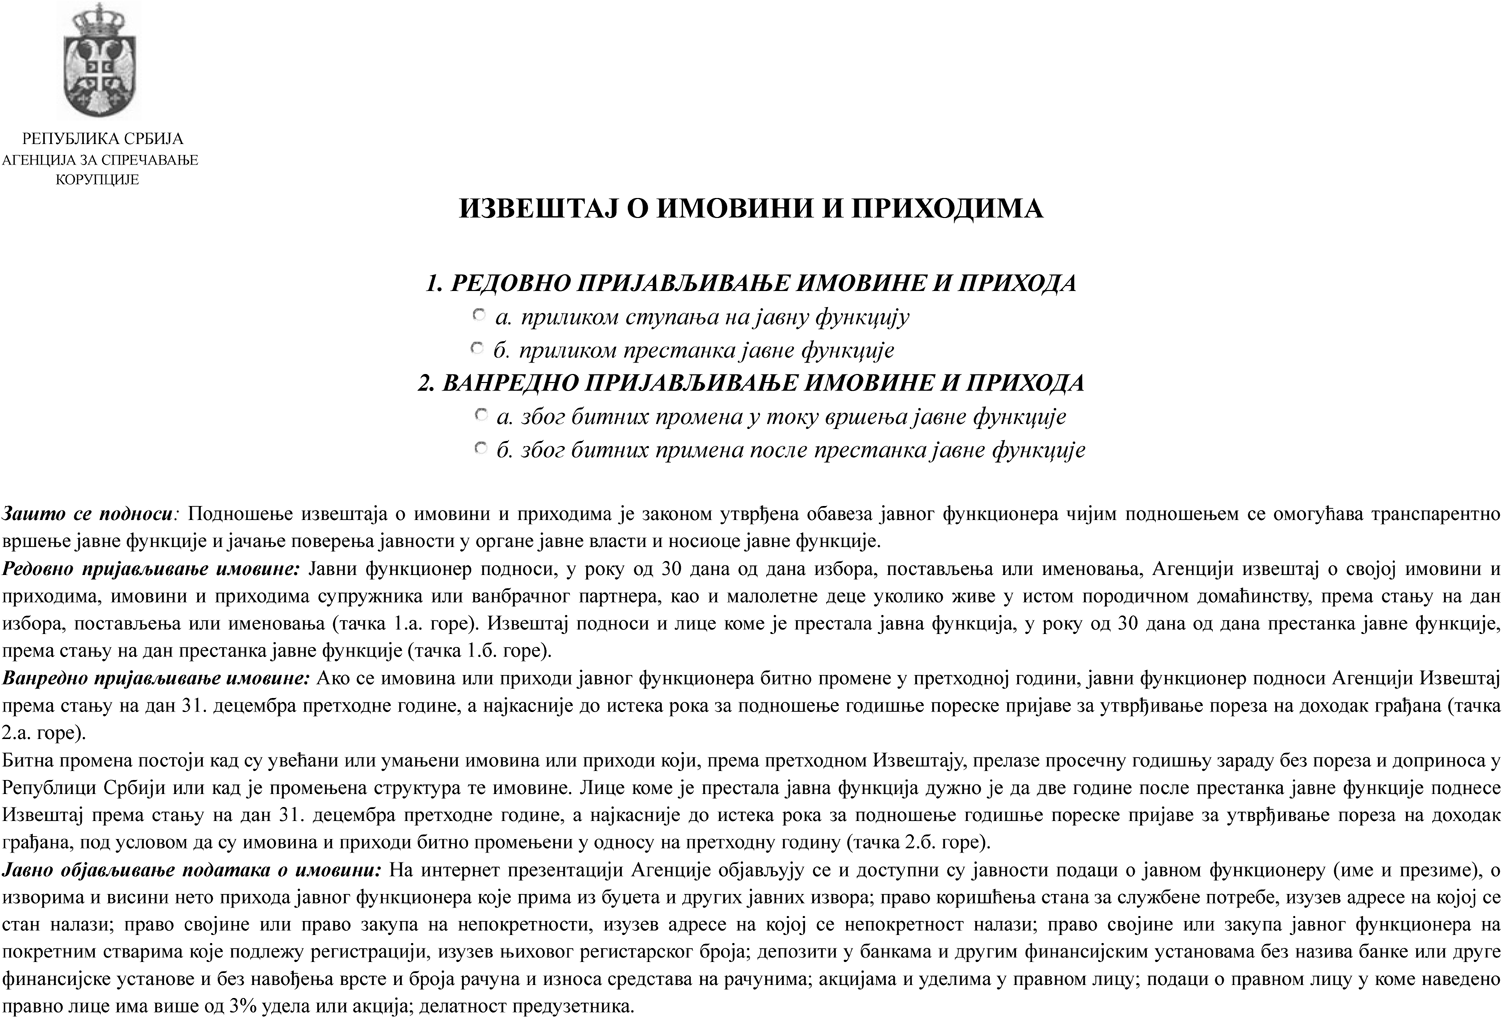 РЕПУБЛИКА СРБИЈА
АГЕНЦИЈА ЗА СПРЕЧАВАЊЕ
КОРУПЦИЈЕ
ИЗВЕШТАЈ О ИМОВИНИ И ПРИХОДИМА
1. РЕДОВНО ПРИЈАВЉИВАЊЕ ИМОВИНЕ И ПРИХОДА
а. приликом ступања на јавну функцију
б. приликом престанка јавне функције
2. ВАНРЕДНО ПРИЈАВЉИВАЊЕ ИМОВИНЕ И ПРИХОДА
а. због битних промена у току вршења јавне функције
б. због битних примена после престанка јавне функције
Зашто се подноси: Подношење извештаја о имовини и приходима је законом утврђена обавеза јавног функционера чијим подношењем се омогућава транспарентно
вршење јавне функције и јачање поверења јавности у органе јавне власти и носиоце јавне функције.
Редовно пријављивање имовине: Јавни функционер подноси, у року од 30 дана од дана избора, постављења или именовања, Агенцији извештај о својој имовини и
приходима, имовини и приходима супружника или ванбрачног партнера, као и малолетне деце уколико живе у истом породичном домаћинству, према стању на дан
избора, постављења или именовања (тачка 1.а. горе). Извештај подноси и лице коме је престала јавна функција, у року од 30 дана од дана престанка јавне функције,
према стању на дан престанка јавне функције (тачка 1.б. горе).
Ванредно пријављивање имовине: Ако се имовина или приходи јавног функционера битно промене у претходној години, јавни функционер подноси Агенцији Извештај
према стању на дан 31. децембра претходне године, а најкасније до истека рока за подношење годишње пореске пријаве за утврђивање пореза на доходак грађана (тачка
2.а. горе).
Битна промена постоји кад су увећани или умањени имовина или приходи који, према претходном Извештају, прелазе просечну годишњу зараду без пореза и доприноса у
Републици Србији или кад је промењена структура те имовине. Лице коме је престала јавна функција дужно је да две године после престанка јавне функције поднесе
Извештај према стању на дан 31. децембра претходне године, а најкасније до истека рока за подношење годишње пореске пријаве за утврђивање пореза на доходак
грађана, под условом да су имовина и приходи битно промењени у односу на претходну годину (тачка 2.б. горе).
Јавно објављивање података о имовини: На интернет презентацији Агенције објављују се и доступни су јавности подаци о јавном функционеру (име и презиме), о
изворима и висини нето прихода јавног функционера које прима из буџета и других јавних извора; право коришћења стана за службене потребе, изузев адресе на којој се
стан налази; право својине или право закупа на непокретности, изузев адресе на којој се непокретност налази; право својине или закупа јавног функционера на
покретним стварима које подлежу регистрацији, изузев њиховог регистарског броја; депозити у банкама и другим финансијским установама без назива банке или друге
финансијске установе и без навођења врсте и броја рачуна и износа средстава на рачунима; акцијама и уделима у правном лицу; подаци о правном лицу у коме наведено
правно лице има више од 3% удела или акција; делатност предузетника.